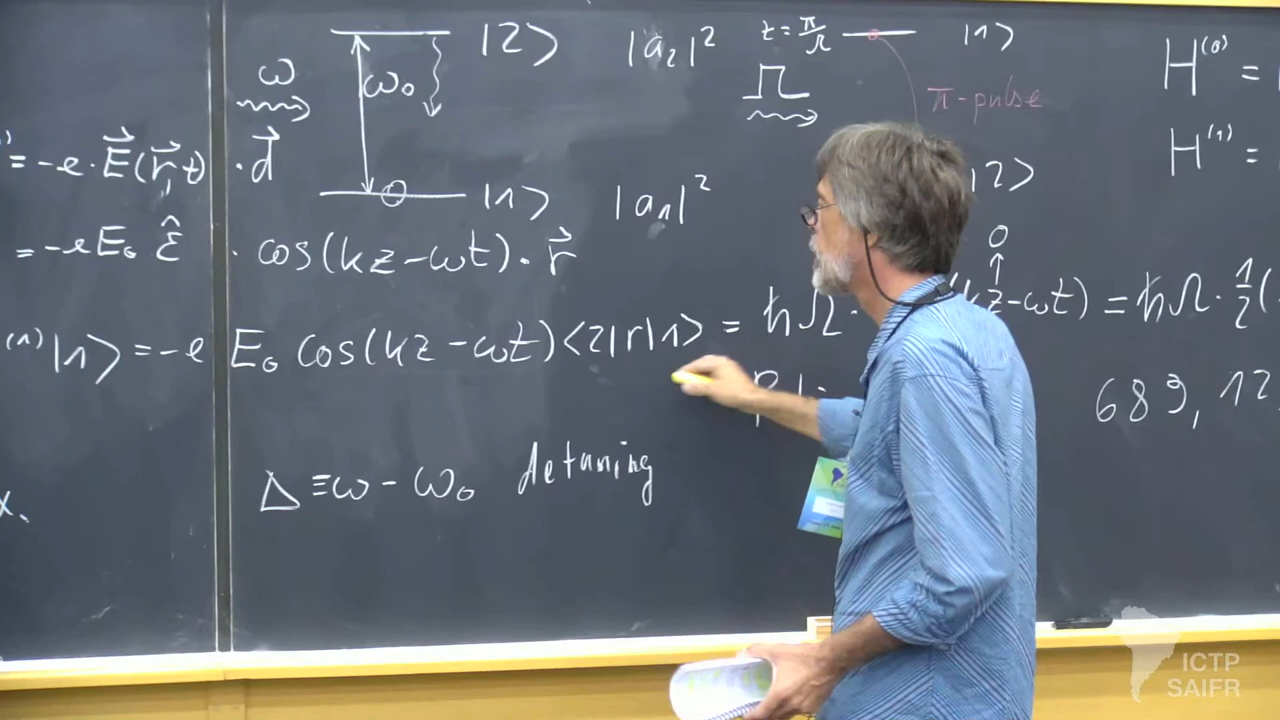 |2⟩ |a₂|² t = π/Ω |1⟩ H⁽⁰⁾ =
ω ω₀ π-pulse
= -e · E⃗(r⃗, t) · d⃗ H⁽¹⁾ =
|1⟩ |a₁|² |2⟩
= -e E₀ ε̂ · cos(kz - ωt) · r⃗ 0
⁽¹⁾|1⟩ = -e E₀ cos(kz - ωt) ⟨2|r|1⟩ = ħΩ · (kz - ωt) = ħΩ · 1/2 (
689, 12
x. Δ ≡ ω - ω₀ detuning
ICTP
SAIFR